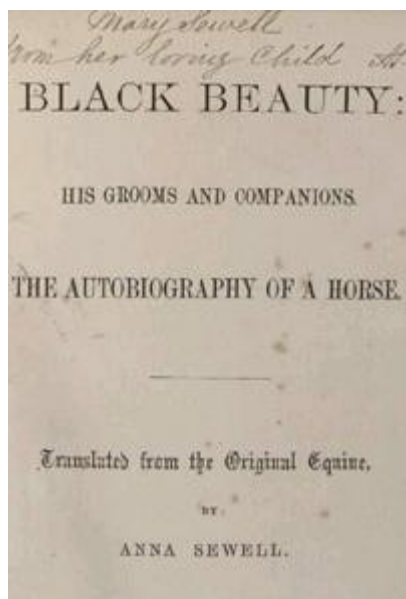 Mary Sewell
from her loving Child AS
BLACK BEAUTY:
HIS GROOMS AND COMPANIONS.
THE AUTOBIOGRAPHY OF A HORSE.
Translated from the Original Equine,
BY
ANNA SEWELL.